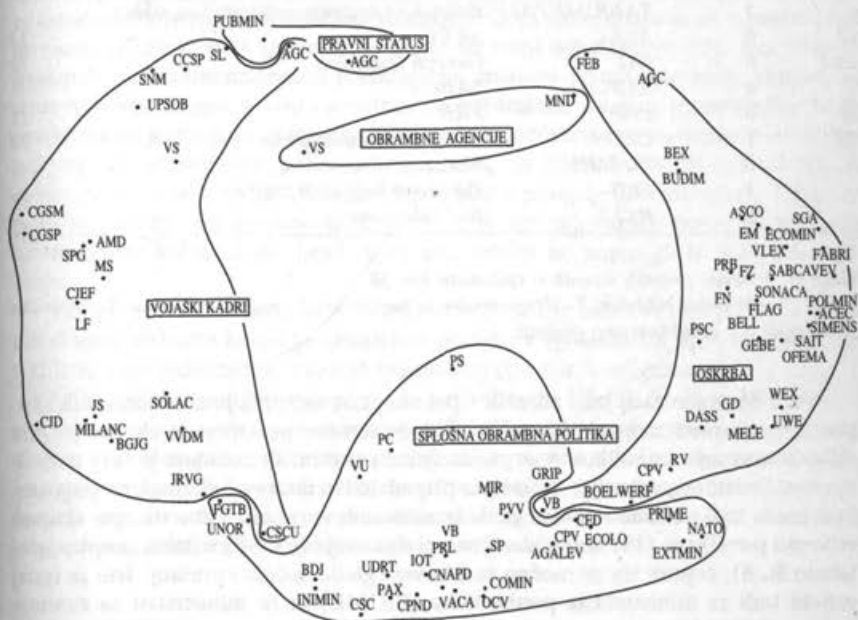 PUBMIN
CCSP
SL
AGC
PRAVNI STATUS
AGC
SNM
UPSOB
FEB
AGC
MND
VS
VS
OBRAMBNE AGENCIJE
BEX
BUDIM
CGSM
CGSP
AMD
SPG
MS
CJEF
LF
VOJAŠKI KADRI
ASCO
SGA
EM
ECOMIN
VLEX
FABRI
PRB
FZ
SABCAVEV
FN
SONACA
POLMIN
FLAG
ACEC
PSC
BELL
SIMENS
GEBE
SAIT
OFEMA
OSKRBA
PS
SOLAC
JS
CJD
MILANC
BGJG
VVDM
WEX
GD
DASS
UWE
MELE
PC
SPLOŠNA OBRAMBNA POLITIKA
VU
JRVG
VGTB
UNOR
CSCU
MJR
GRIP
CPV
RV
BOELWERF
PVV
VB
PRIME
CED
NATO
CPV
ECOLO
AGALEV
EXTMIN
VB
PRL
SP
IOT
BDJ
UDRT
CNAPD
INIMIN
PAX
COMIN
CSC
CPND
VACA
OCV